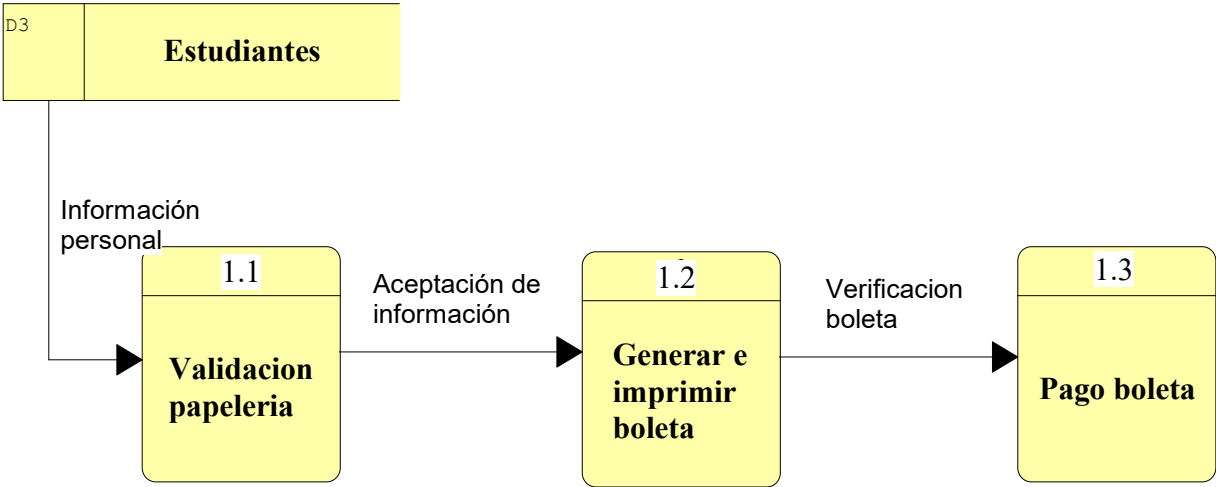 D3
Estudiantes
Información
personal
1.1
Validacion
papeleria
Aceptación de
información
1.2
Generar e
imprimir
boleta
Verificacion
boleta
1.3
Pago boleta